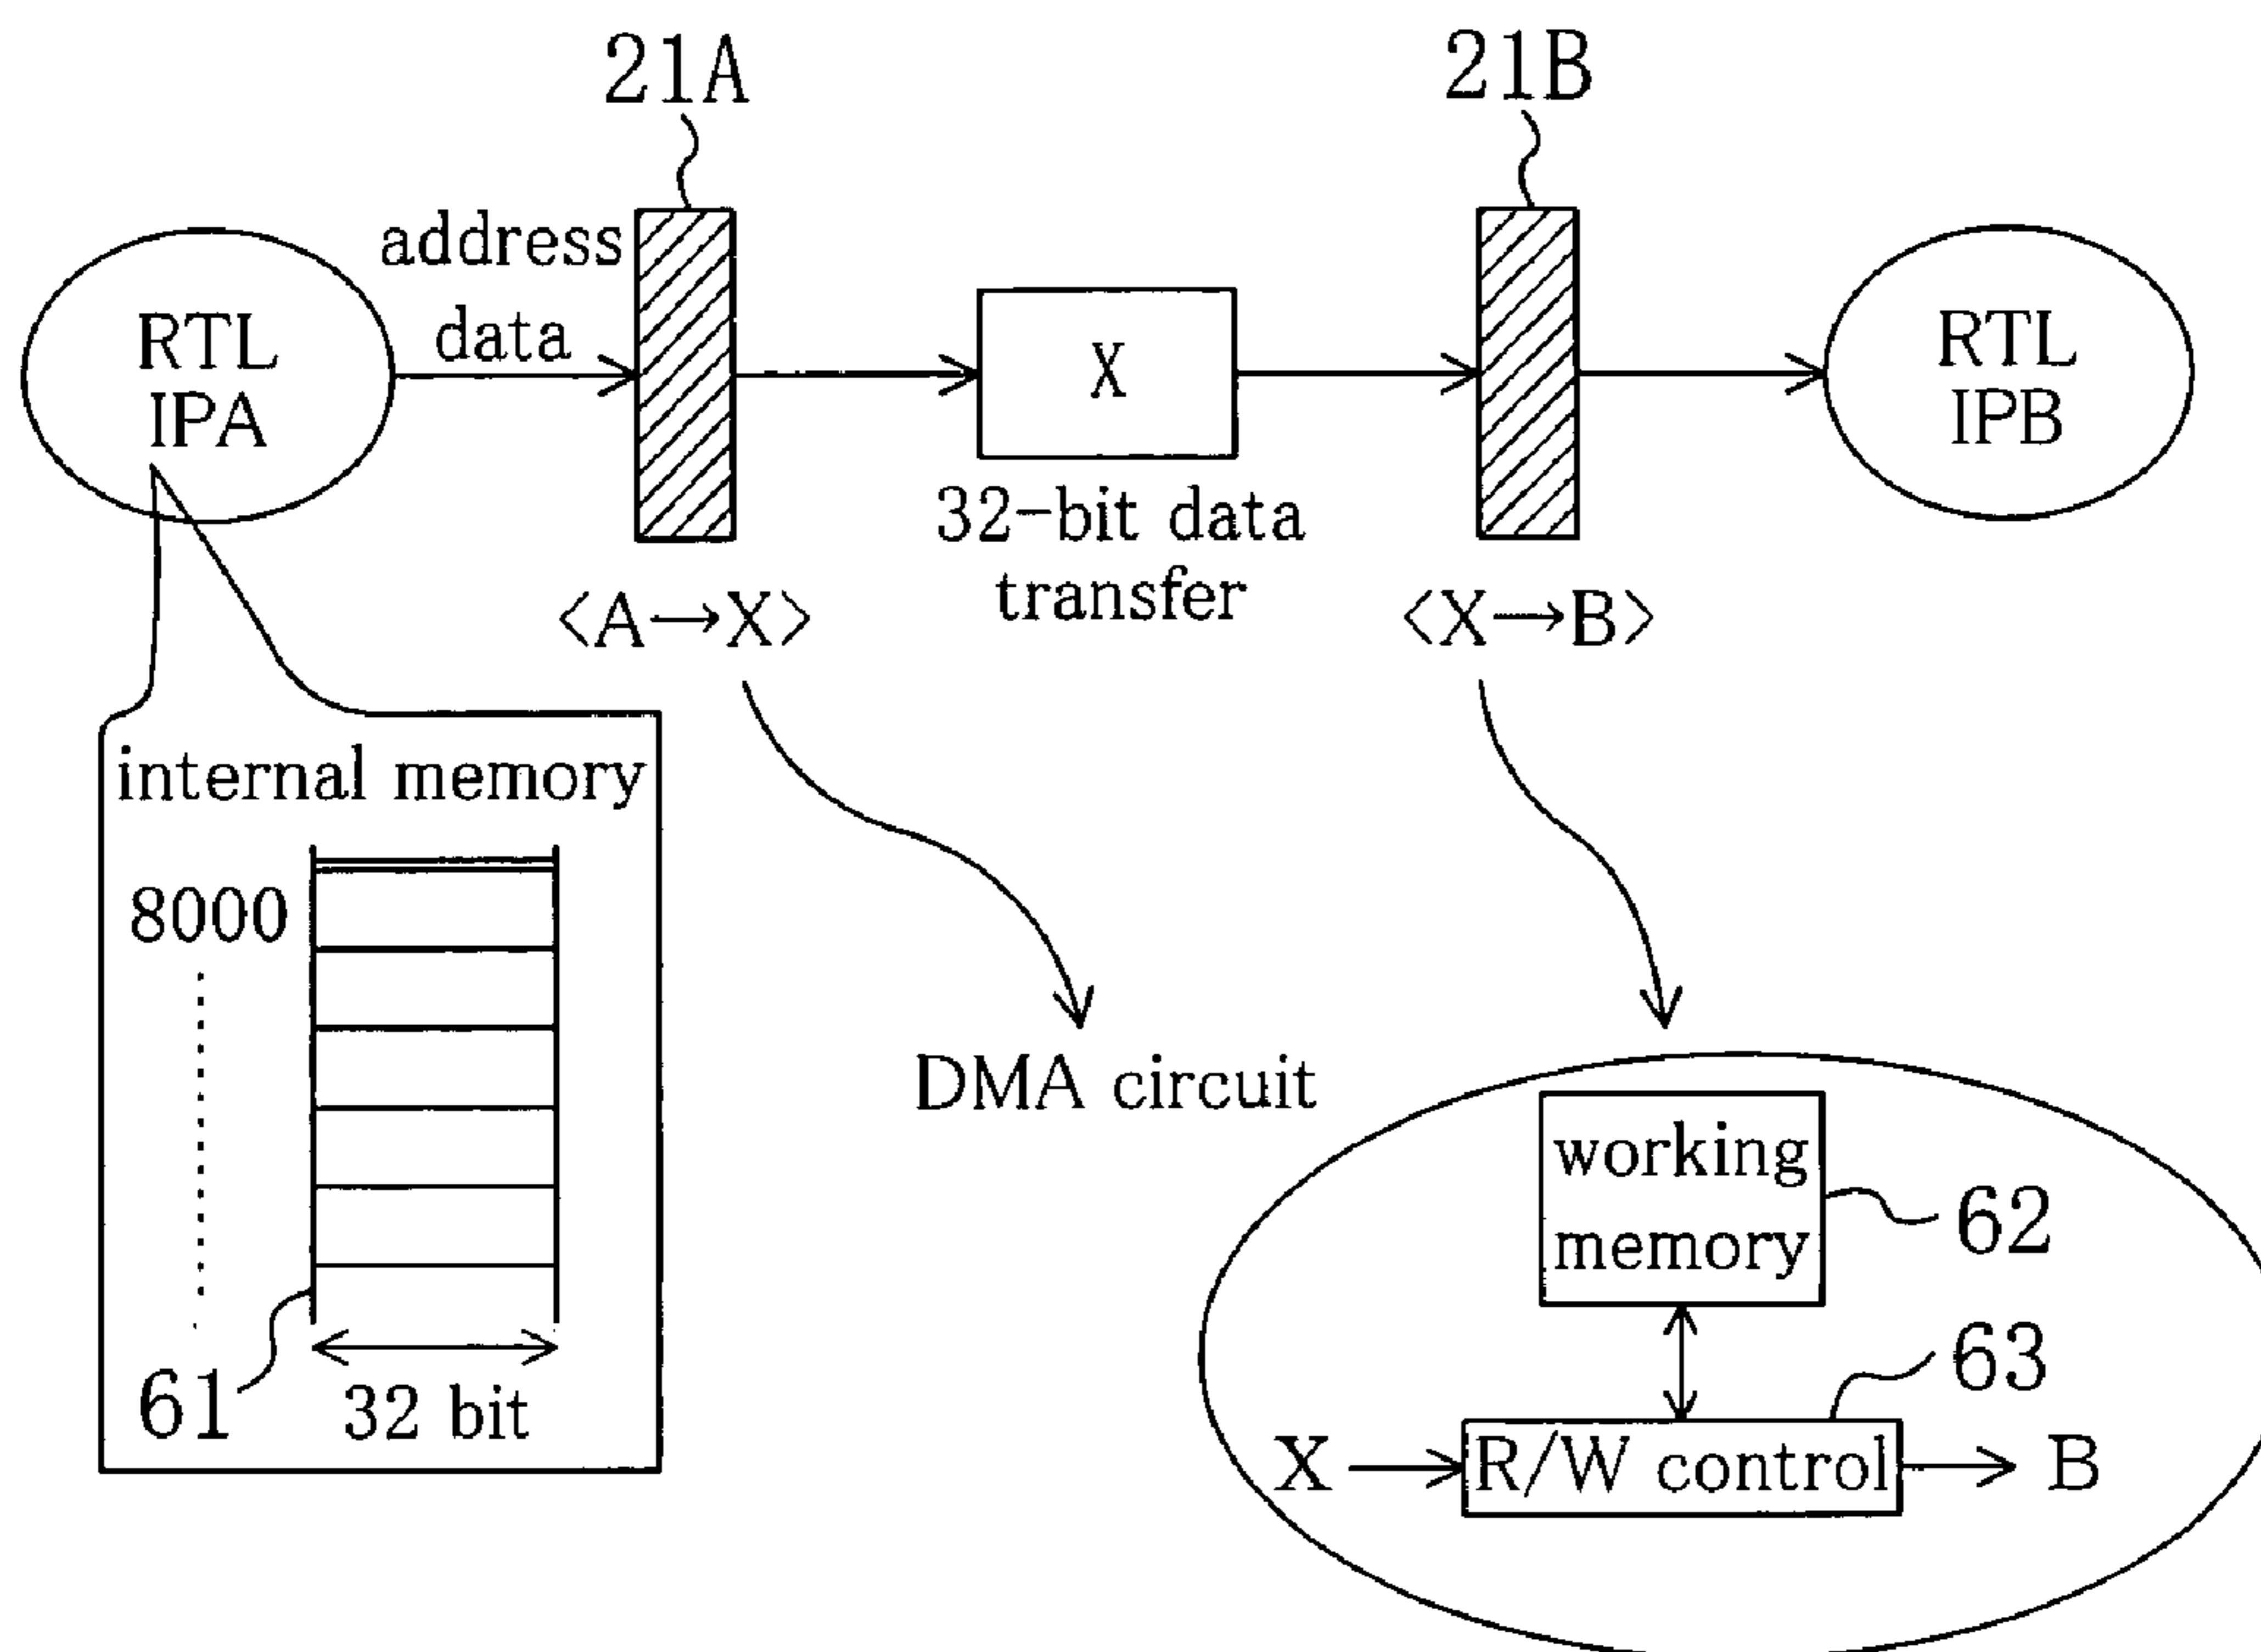 21A
21B
address
data
RTL
IPA
X
RTL
IPB
32-bit data
transfer
<A→X>
<X→B>
internal memory
8000
61
32 bit
DMA circuit
working
memory
62
63
X
R/W control
B